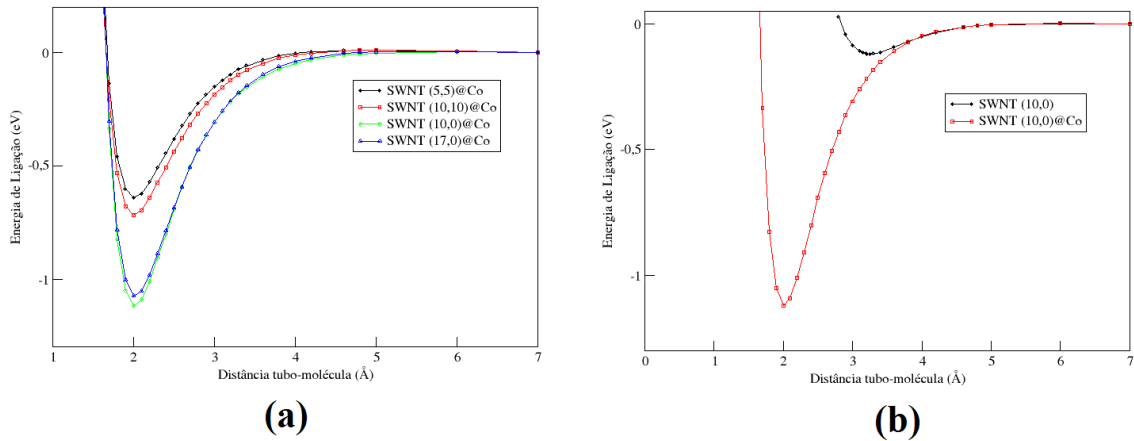 0
-0,5
-1
Energia de Ligação (eV)
SWNT (5,5)@Co
SWNT (10,10)@Co
SWNT (10,0)@Co
SWNT (17,0)@Co
1 2 3 4 5 6 7
Distância tubo-molécula (Å)
(a)
0
-0,5
-1
Energia de Ligação (eV)
SWNT (10,0)
SWNT (10,0)@Co
0 1 2 3 4 5 6 7
Distância tubo-molécula (Å)
(b)